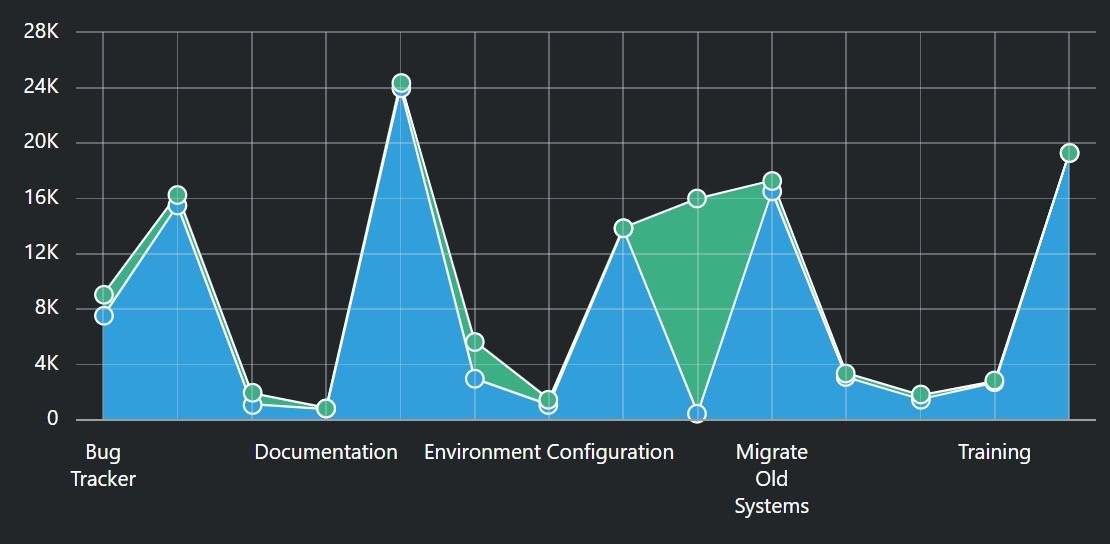 28K
24K
20K
16K
12K
8K
4K
0
Bug
Tracker
Documentation
Environment Configuration
Migrate
Old
Systems
Training